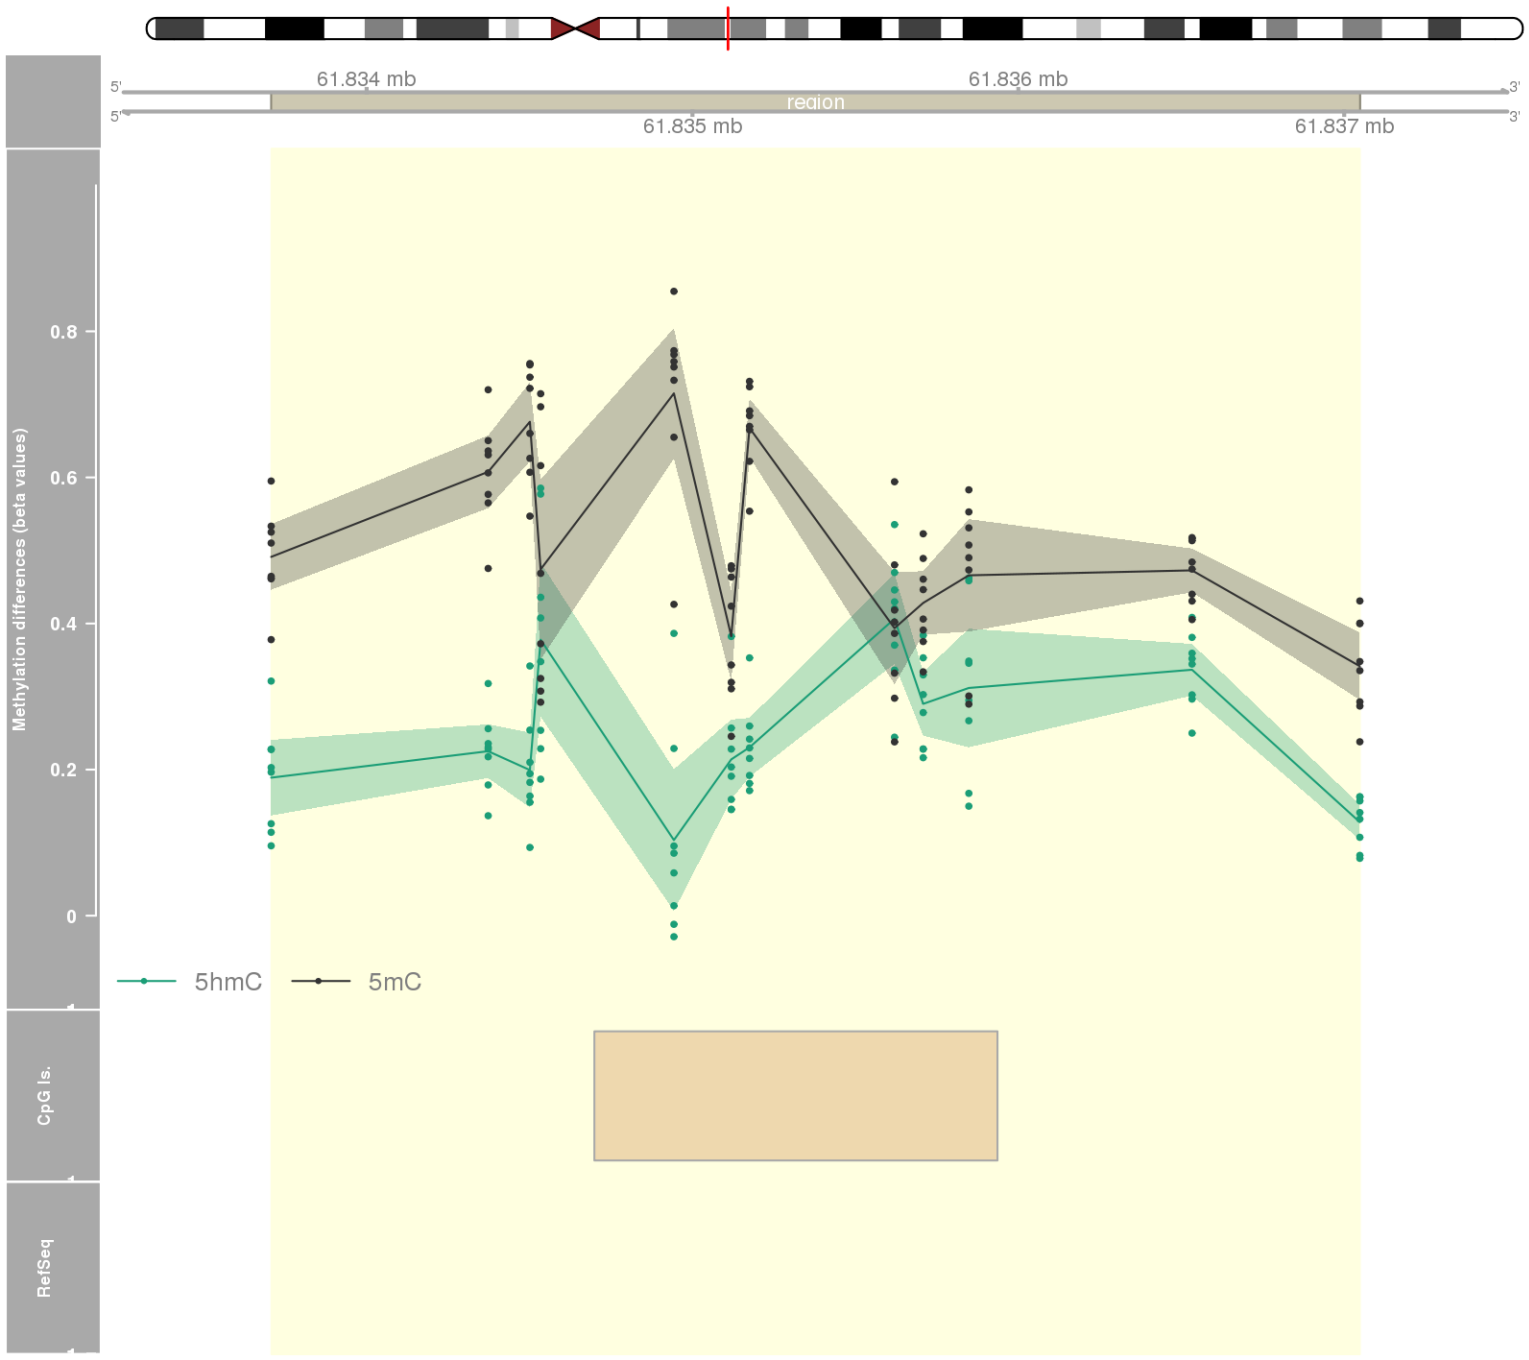 61.834 mb
61.836 mb
5'
3'
region
5'
3'
61.835 mb
61.837 mb
Methylation differences (beta values)
0.8
0.6
0.4
0.2
0
5hmC
5mC
CpG Is.
RefSeq